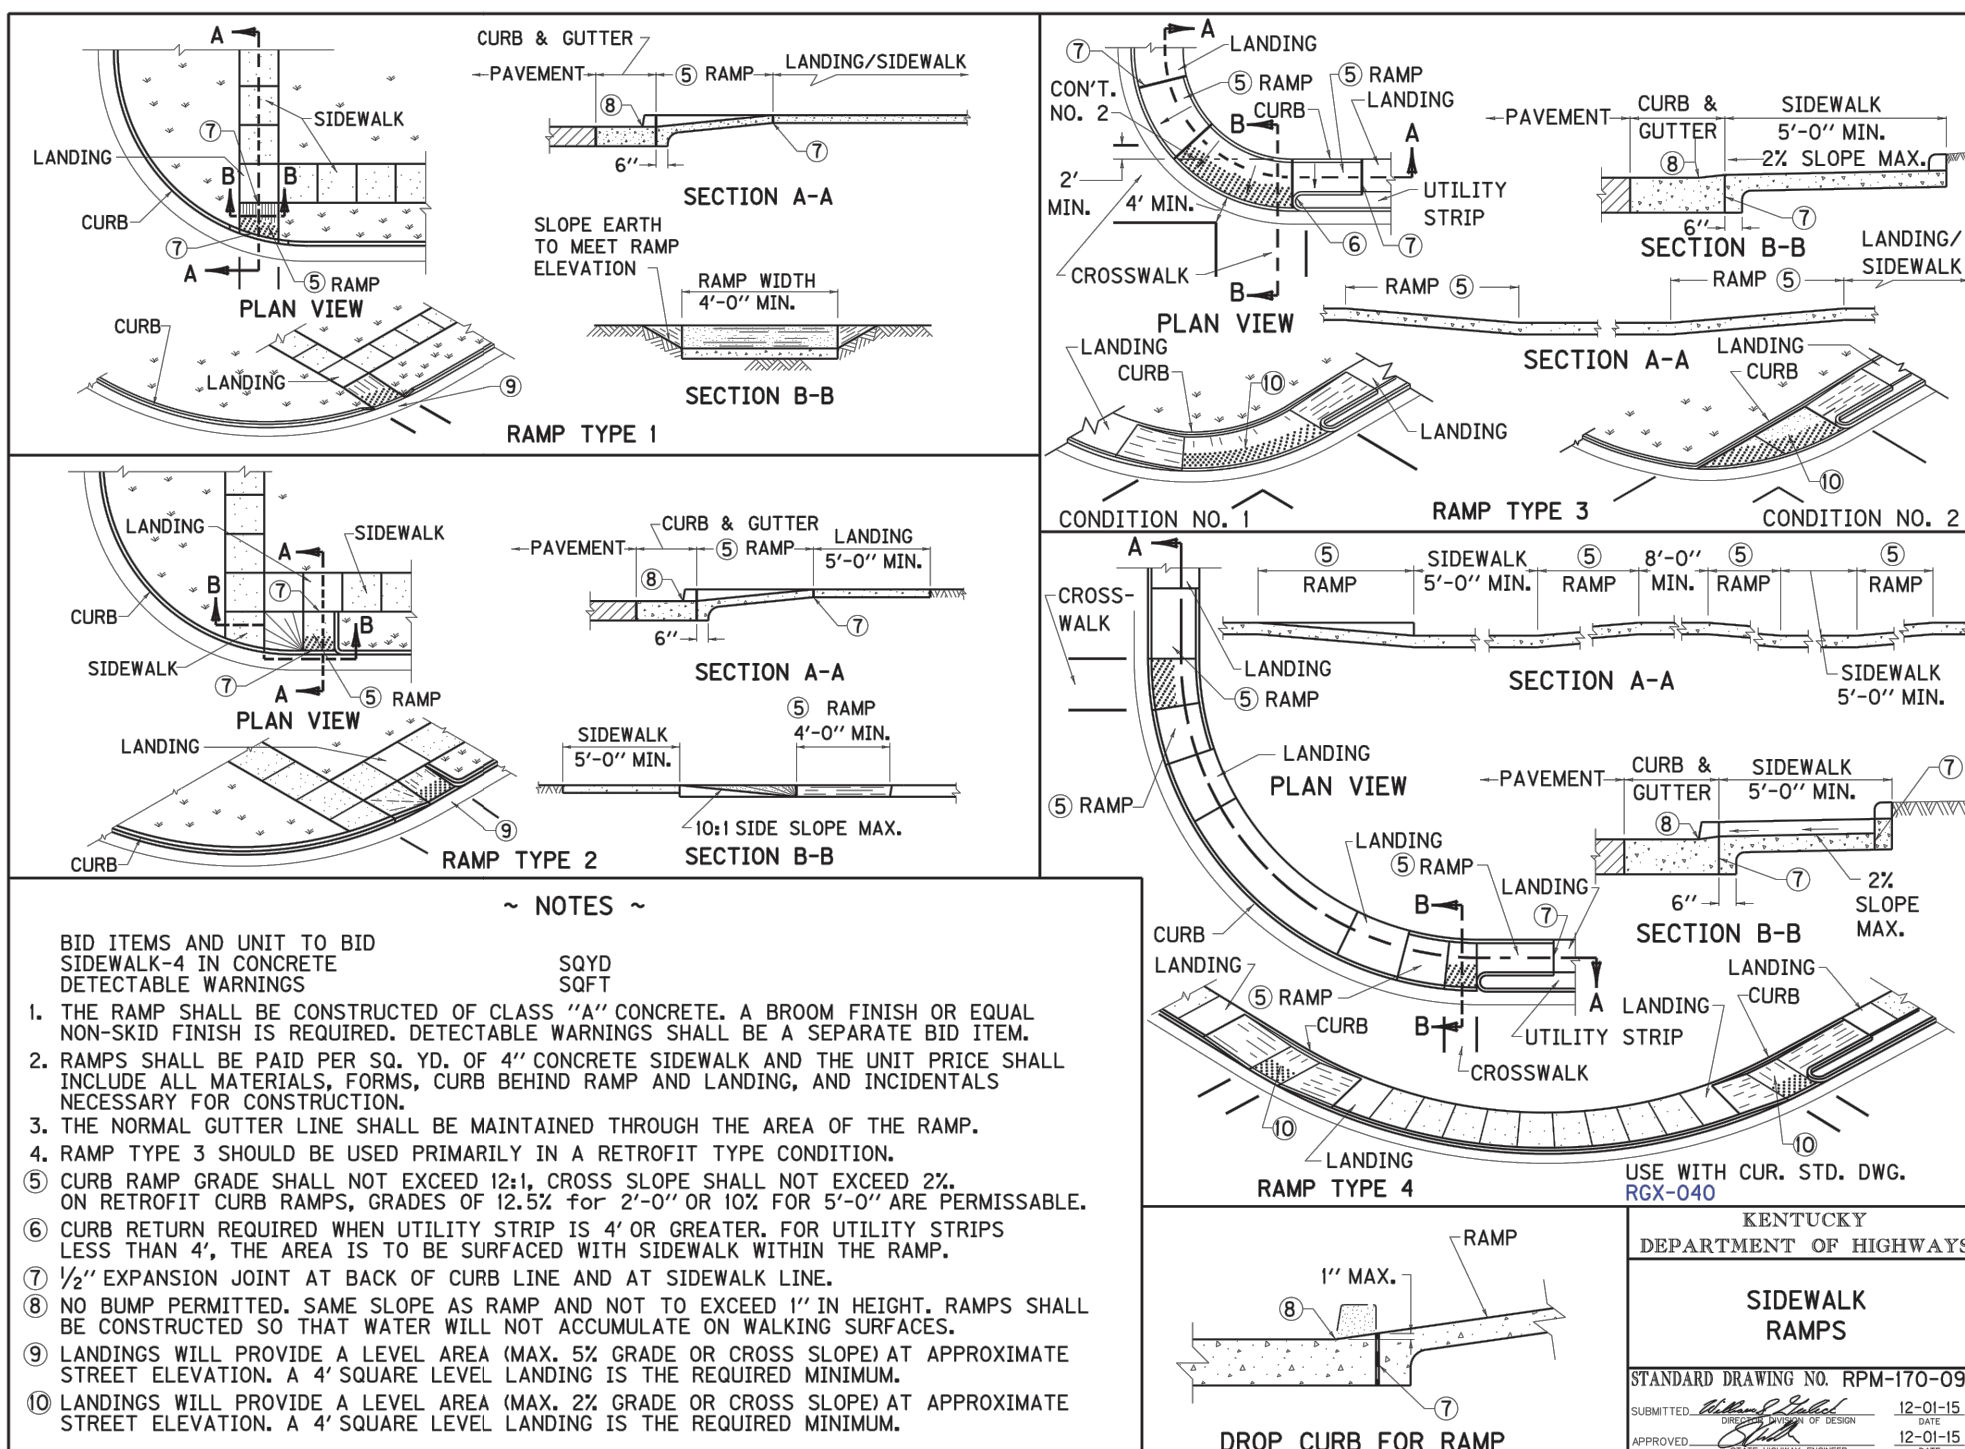 A
SIDEWALK
7
LANDING
B
B
CURB
7
A
5 RAMP
PLAN VIEW
CURB & GUTTER
PAVEMENT
5 RAMP
LANDING/SIDEWALK
8
7
6"
SECTION A-A
SLOPE EARTH
TO MEET RAMP
ELEVATION
RAMP WIDTH
4'-0" MIN.
SECTION B-B
CURB
LANDING
9
RAMP TYPE 1
LANDING
A
SIDEWALK
7
B
B
CURB
SIDEWALK
7
A
5 RAMP
PLAN VIEW
CURB & GUTTER
PAVEMENT
5 RAMP
LANDING
5'-0" MIN.
8
7
6"
SECTION A-A
5 RAMP
4'-0" MIN.
SIDEWALK
5'-0" MIN.
10:1 SIDE SLOPE MAX.
SECTION B-B
LANDING
9
CURB
RAMP TYPE 2
A
LANDING
7
5 RAMP
5 RAMP
CON'T.
NO. 2
CURB
LANDING
B
A
2'
MIN.
4' MIN.
UTILITY
STRIP
6
7
CROSSWALK
B
PLAN VIEW
PAVEMENT
CURB &
GUTTER
SIDEWALK
5'-0" MIN.
8
2% SLOPE MAX.
7
6"
SECTION B-B
LANDING/
SIDEWALK
RAMP 5
RAMP 5
SECTION A-A
LANDING
CURB
10
LANDING
CONDITION NO. 1
RAMP TYPE 3
LANDING
CURB
10
CONDITION NO. 2
A
CROSS-
WALK
LANDING
5 RAMP
LANDING
PLAN VIEW
5 RAMP
LANDING
5 RAMP
LANDING
B
7
CURB
A
5 RAMP
B
UTILITY STRIP
CROSSWALK
5
RAMP
SIDEWALK
5'-0" MIN.
5
RAMP
8'-0"
MIN.
5
RAMP
5
RAMP
SECTION A-A
SIDEWALK
5'-0" MIN.
PAVEMENT
CURB &
GUTTER
SIDEWALK
5'-0" MIN.
7
8
7
6"
2%
SLOPE
MAX.
SECTION B-B
LANDING
CURB
10
LANDING
LANDING
LANDING
CURB
10
RAMP TYPE 4
USE WITH CUR. STD. DWG.
RGX-040
~ NOTES ~
BID ITEMS AND UNIT TO BID
SIDEWALK-4 IN CONCRETE SQYD
DETECTABLE WARNINGS SQFT
1. THE RAMP SHALL BE CONSTRUCTED OF CLASS "A" CONCRETE. A BROOM FINISH OR EQUAL
NON-SKID FINISH IS REQUIRED. DETECTABLE WARNINGS SHALL BE A SEPARATE BID ITEM.
2. RAMPS SHALL BE PAID PER SQ. YD. OF 4" CONCRETE SIDEWALK AND THE UNIT PRICE SHALL
INCLUDE ALL MATERIALS, FORMS, CURB BEHIND RAMP AND LANDING, AND INCIDENTALS
NECESSARY FOR CONSTRUCTION.
3. THE NORMAL GUTTER LINE SHALL BE MAINTAINED THROUGH THE AREA OF THE RAMP.
4. RAMP TYPE 3 SHOULD BE USED PRIMARILY IN A RETROFIT TYPE CONDITION.
5 CURB RAMP GRADE SHALL NOT EXCEED 12:1, CROSS SLOPE SHALL NOT EXCEED 2%.
ON RETROFIT CURB RAMPS, GRADES OF 12.5% for 2'-0" OR 10% FOR 5'-0" ARE PERMISSABLE.
6 CURB RETURN REQUIRED WHEN UTILITY STRIP IS 4' OR GREATER. FOR UTILITY STRIPS
LESS THAN 4', THE AREA IS TO BE SURFACED WITH SIDEWALK WITHIN THE RAMP.
7 1/2" EXPANSION JOINT AT BACK OF CURB LINE AND AT SIDEWALK LINE.
8 NO BUMP PERMITTED. SAME SLOPE AS RAMP AND NOT TO EXCEED 1" IN HEIGHT. RAMPS SHALL
BE CONSTRUCTED SO THAT WATER WILL NOT ACCUMULATE ON WALKING SURFACES.
9 LANDINGS WILL PROVIDE A LEVEL AREA (MAX. 5% GRADE OR CROSS SLOPE) AT APPROXIMATE
STREET ELEVATION. A 4' SQUARE LEVEL LANDING IS THE REQUIRED MINIMUM.
10 LANDINGS WILL PROVIDE A LEVEL AREA (MAX. 2% GRADE OR CROSS SLOPE) AT APPROXIMATE
STREET ELEVATION. A 4' SQUARE LEVEL LANDING IS THE REQUIRED MINIMUM.
RAMP
1" MAX.
8
7
DROP CURB FOR RAMP
KENTUCKY
DEPARTMENT OF HIGHWAYS
SIDEWALK
RAMPS
STANDARD DRAWING NO. RPM-170-09
SUBMITTED 12-01-15
DIRECTOR DIVISION OF DESIGN DATE
APPROVED 12-01-15